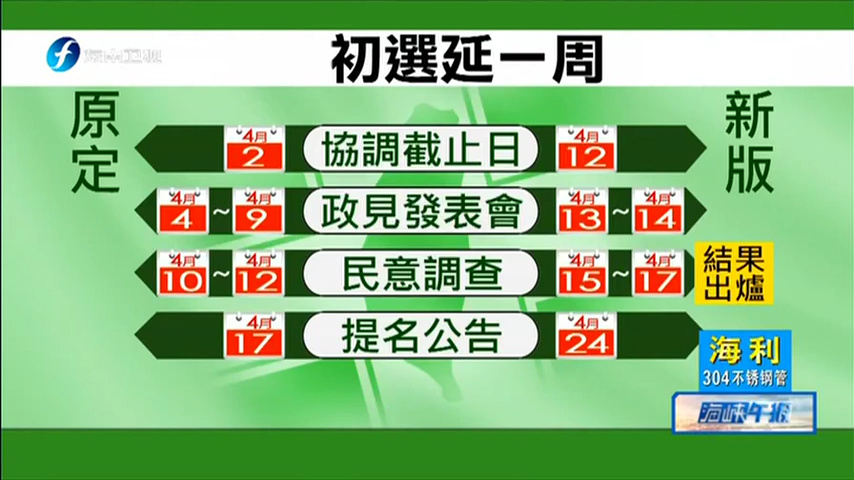 海峡卫视
初選延一周
原定
新版
4月
2
協調截止日
4月
12
4月
4
~
4月
9
政見發表會
4月
13
~
4月
14
4月
10
~
4月
12
民意調查
4月
15
~
4月
17
結果
出爐
4月
17
提名公告
4月
24
海利
304不锈钢管
海峡午报